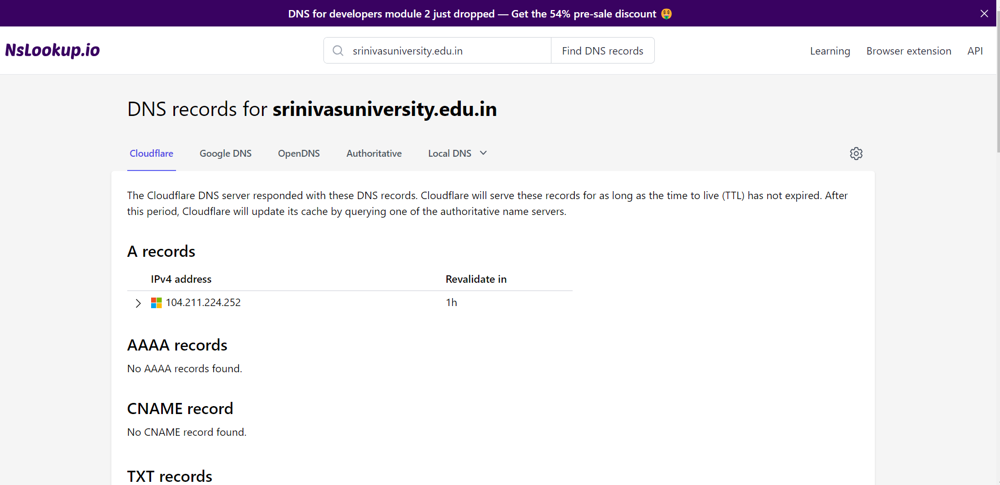 DNS for developers module 2 just dropped — Get the 54% pre-sale discount 🤑
NsLookup.io
srinivasuniversity.edu.in
Find DNS records
Learning
Browser extension
API
DNS records for srinivasuniversity.edu.in
Cloudflare
Google DNS
OpenDNS
Authoritative
Local DNS
The Cloudflare DNS server responded with these DNS records. Cloudflare will serve these records for as long as the time to live (TTL) has not expired. After
this period, Cloudflare will update its cache by querying one of the authoritative name servers.
A records
IPv4 address Revalidate in
104.211.224.252 1h
AAAA records
No AAAA records found.
CNAME record
No CNAME record found.
TXT records